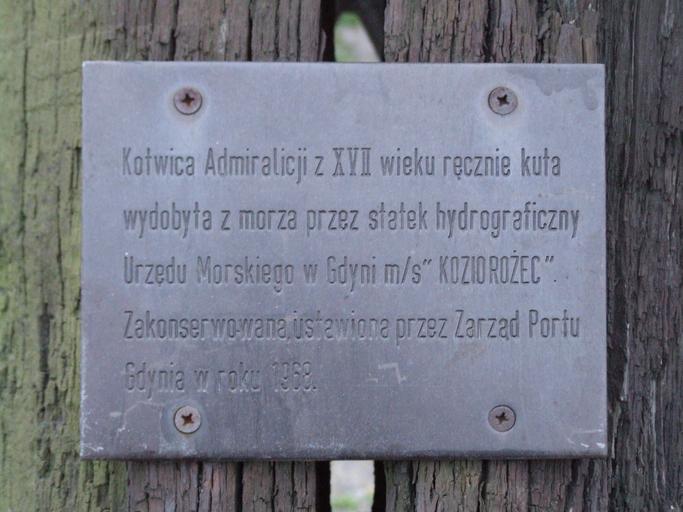 Kotwica Admiralicji z XVII wieku ręcznie kuta
wydobyta z morza przez statek hydrograficzny
Urzędu Morskiego w Gdyni m/s" KOZIOROŻEC".
Zakonserwowana, ustawiona przez Zarząd Portu
Gdynia w roku 1968.